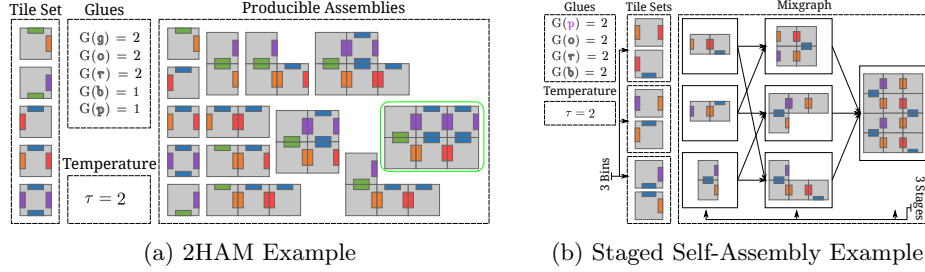 Tile Set
Glues
Producible Assemblies
G(g) = 2
G(o) = 2
G(r) = 2
G(b) = 1
G(p) = 1
Temperature
τ = 2
(a) 2HAM Example
Glues
Tile Sets
Mixgraph
G(p) = 2
G(o) = 2
G(r) = 2
G(b) = 2
Temperature
τ = 2
3 Bins
3 Stages
(b) Staged Self-Assembly Example